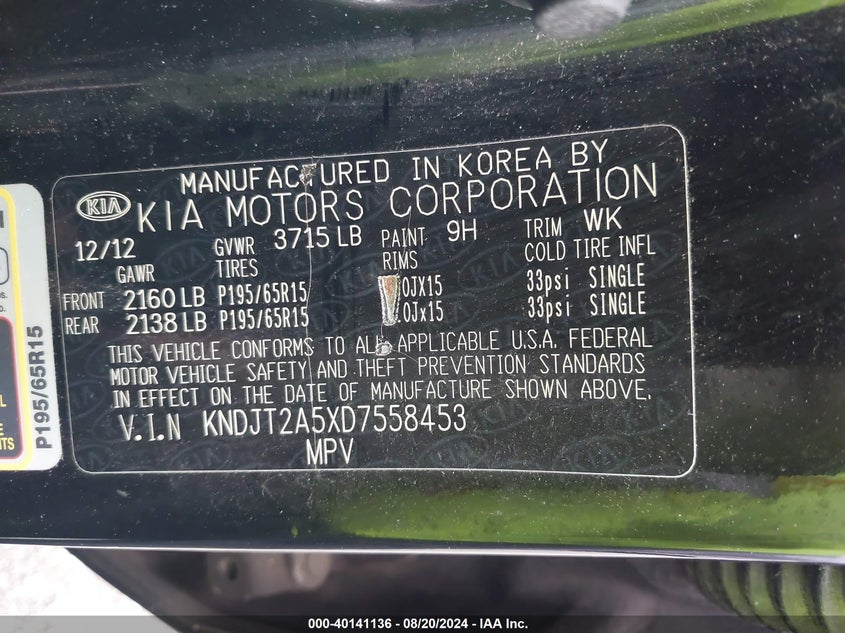 MANUFACTURED IN KOREA BY
KIA KIA MOTORS CORPORATION
12/12 GVWR 3715 LB PAINT 9H TRIM WK
GAWR TIRES RIMS COLD TIRE INFL
FRONT 2160 LB P195/65R15 0JX15 33psi SINGLE
REAR 2138 LB P195/65R15 0Jx15 33psi SINGLE
THIS VEHICLE CONFORMS TO ALL APPLICABLE U.S.A. FEDERAL
MOTOR VEHICLE SAFETY AND THEFT PREVENTION STANDARDS
IN EFFECT ON THE DATE OF MANUFACTURE SHOWN ABOVE.
V.I.N KNDJT2A5XD7558453
MPV
P195/65R15
000-40141136 - 08/20/2024 - IAA Inc.